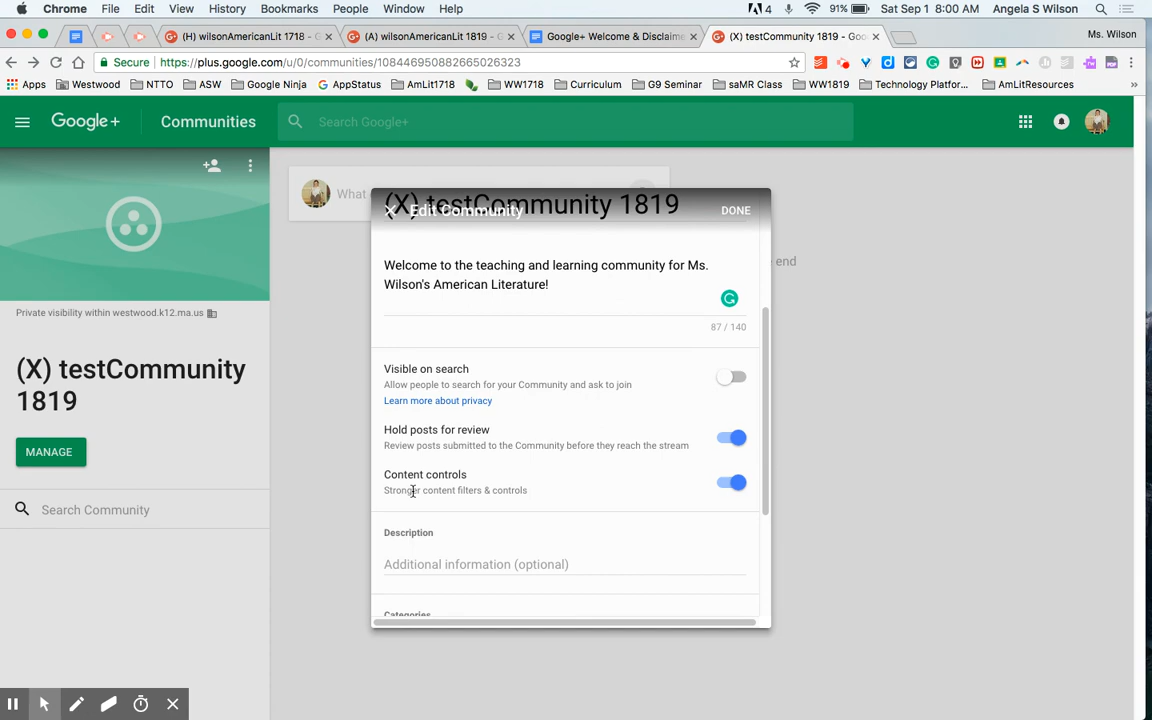 Chrome File Edit View History Bookmarks People Window Help 4 91% Sat Sep 1 8:00 AM Angela S Wilson
(H) wilsonAmericanLit 1718 - G (A) wilsonAmericanLit 1819 - G Google+ Welcome & Disclaime (X) testCommunity 1819 - Goo Ms. Wilson
Secure https://plus.google.com/u/0/communities/108446950882665026323
Apps Westwood NTTO ASW Google Ninja AppStatus AmLit1718 WW1718 Curriculum G9 Seminar saMR Class WW1819 Technology Platfor... AmLitResources »
Google+ Communities Search Google+
What
(X) testCommunity 1819
Edit Community DONE
end
Welcome to the teaching and learning community for Ms.
Wilson's American Literature!
87 / 140
Private visibility within westwood.k12.ma.us
(X) testCommunity
1819
MANAGE
Search Community
Visible on search
Allow people to search for your Community and ask to join
Learn more about privacy
Hold posts for review
Review posts submitted to the Community before they reach the stream
Content controls
Stronger content filters & controls
Description
Additional information (optional)
Categories